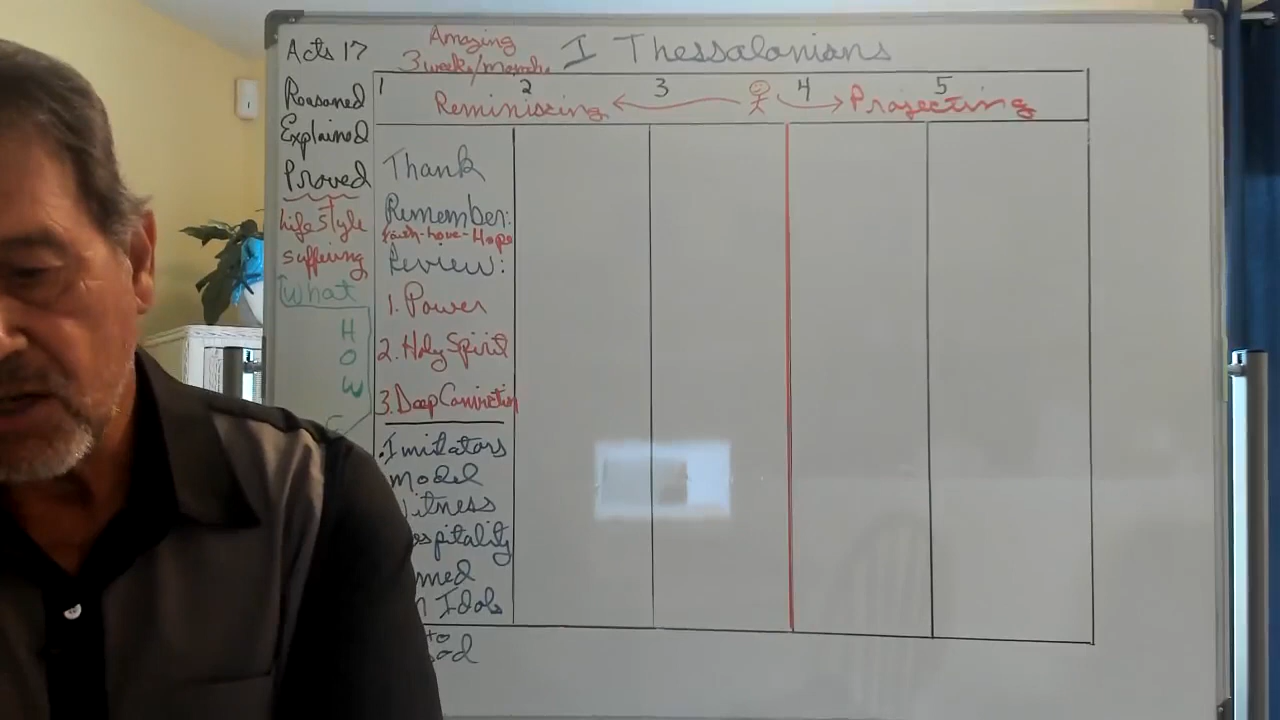 Acts 17
Amazing
3 weeks/month.
I Thessalonians
1 2 3 4 5
Reminiscing Projecting
Reasoned
Explained
Proved
Lifestyle
suffering
What
H
O
W
Thank
Remember:
Faith-Love-Hope
Review:
1. Power
2. Holy Spirit
3. Deep Conviction
.Imitators
Model
itness
ospitality
rned
Idols
to
od